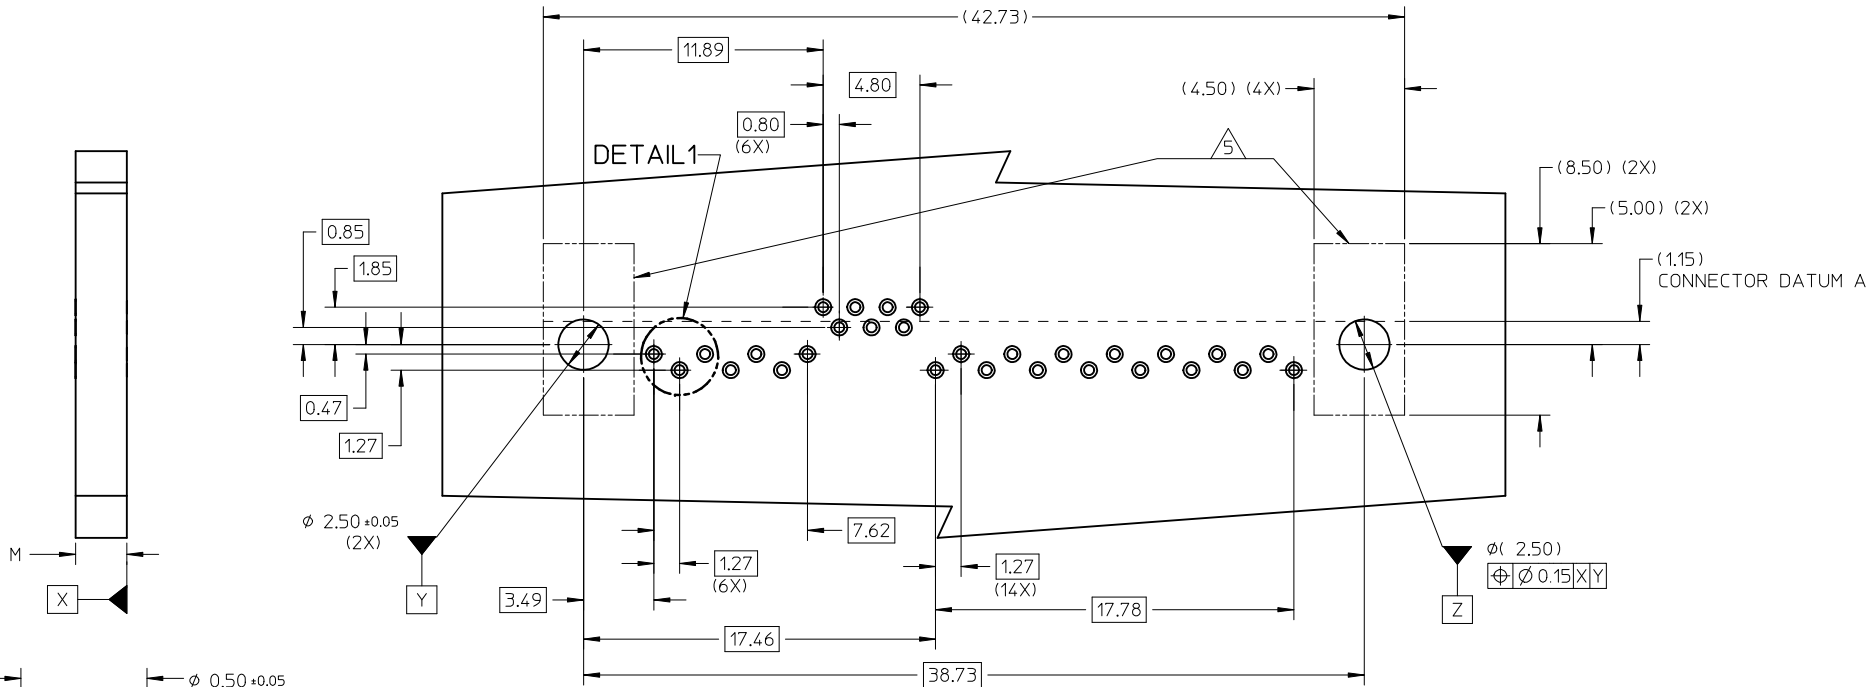 (42.73)
11.89
4.80
(4.50) (4X)
0.80
(6X)
DETAIL1
5
(8.50) (2X)
(5.00) (2X)
0.85
1.85
(1.15)
CONNECTOR DATUM A
0.47
1.27
Ø 2.50 ±0.05
(2X)
7.62
M
1.27
(6X)
1.27
(14X)
Ø( 2.50)
⌖ Ø 0.15 X Y
X
Y
3.49
17.78
Z
17.46
38.73
Ø 0.50 ±0.05